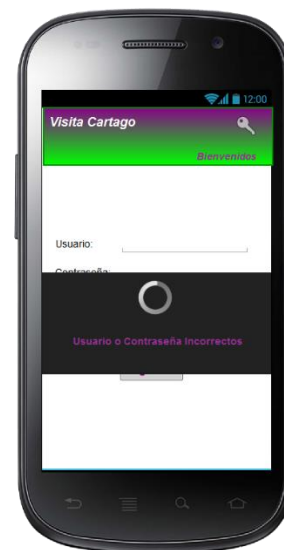 12:00
Visita Cartago
Bienvenidos
Usuario:
Contraseña:
Usuario o Contraseña Incorrectos